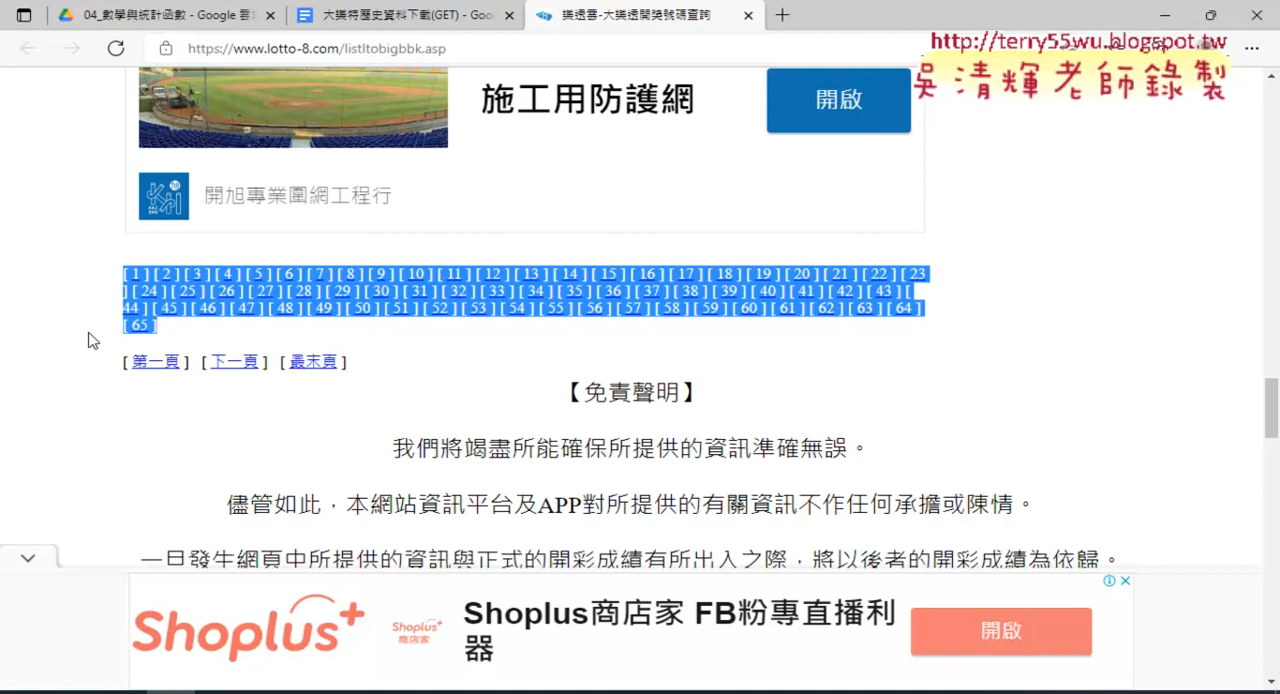 04_數學與統計函數 - Google 雲
大樂特歷史資料下載(GET) - Goo
樂透雲-大樂透開獎號碼查詢
https://www.lotto-8.com/listltobigbbk.asp
http://terry55wu.blogspot.tw
吳清輝老師錄製
施工用防護網
開啟
開旭專業圍網工程行
[ 1 ] [ 2 ] [ 3 ] [ 4 ] [ 5 ] [ 6 ] [ 7 ] [ 8 ] [ 9 ] [ 10 ] [ 11 ] [ 12 ] [ 13 ] [ 14 ] [ 15 ] [ 16 ] [ 17 ] [ 18 ] [ 19 ] [ 20 ] [ 21 ] [ 22 ] [ 23
] [ 24 ] [ 25 ] [ 26 ] [ 27 ] [ 28 ] [ 29 ] [ 30 ] [ 31 ] [ 32 ] [ 33 ] [ 34 ] [ 35 ] [ 36 ] [ 37 ] [ 38 ] [ 39 ] [ 40 ] [ 41 ] [ 42 ] [ 43 ] [
44 ] [ 45 ] [ 46 ] [ 47 ] [ 48 ] [ 49 ] [ 50 ] [ 51 ] [ 52 ] [ 53 ] [ 54 ] [ 55 ] [ 56 ] [ 57 ] [ 58 ] [ 59 ] [ 60 ] [ 61 ] [ 62 ] [ 63 ] [ 64 ]
[ 65 ]
[ 第一頁 ] [ 下一頁 ] [ 最末頁 ]
【免責聲明】
我們將竭盡所能確保所提供的資訊準確無誤。
儘管如此，本網站資訊平台及APP對所提供的有關資訊不作任何承擔或陳情。
一旦發生網頁中所提供的資訊與正式的開彩成績有所出入之際，將以後者的開彩成績為依歸。
Shoplus+
Shoplus+
商店家
Shoplus商店家 FB粉專直播利
器
開啟